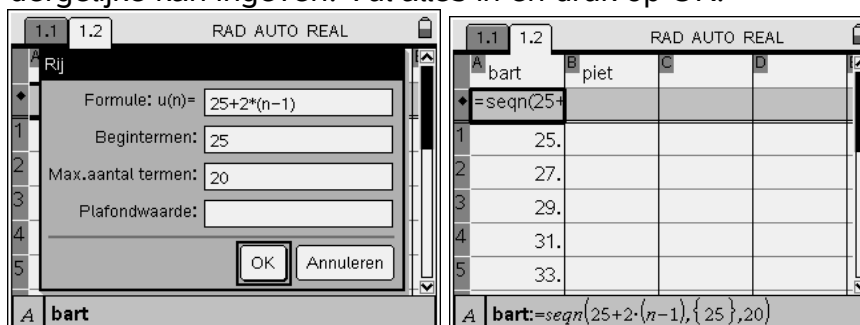 dergelijke kan ingeven. Vul alles in en druk op OK.
1.1 1.2 RAD AUTO REAL
A
Rij
Formule: u(n)= 25+2*(n−1)
Begintermen: 25
Max.aantal termen: 20
Plafondwaarde:
OK Annuleren
1
2
3
4
5
A bart
1.1 1.2 RAD AUTO REAL
A bart B piet C D
=seqn(25+
1 25.
2 27.
3 29.
4 31.
5 33.
A bart:=seqn(25+2·(n−1),{25},20)